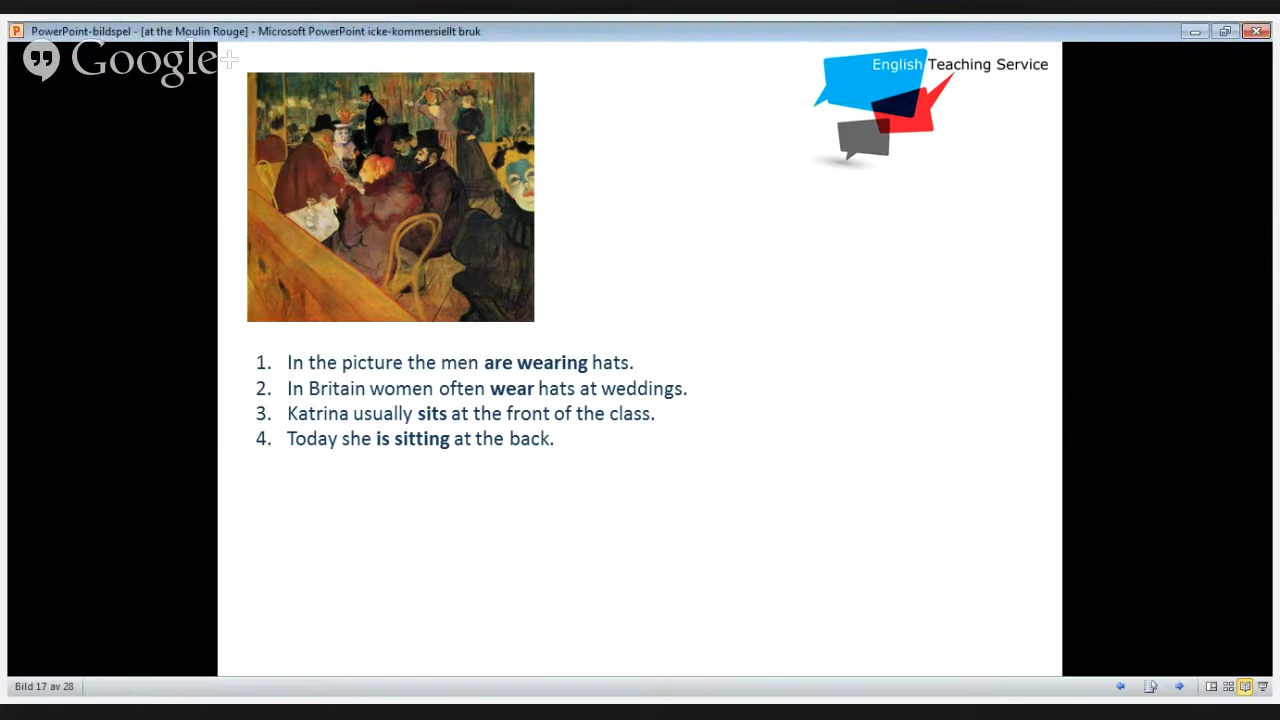 PowerPoint-bildspel - [at the Moulin Rouge] - Microsoft PowerPoint icke-kommersiellt bruk
Google+
English Teaching Service
1. In the picture the men are wearing hats.
2. In Britain women often wear hats at weddings.
3. Katrina usually sits at the front of the class.
4. Today she is sitting at the back.
Bild 17 av 28